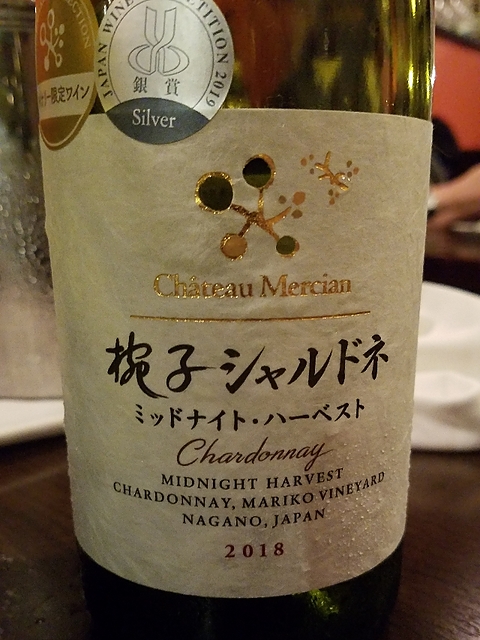 JAPAN WINE COMPETITION 2019
銀賞
Silver
限定ワイン
Château Mercian
椀子シャルドネ
ミッドナイト・ハーベスト
Chardonnay
MIDNIGHT HARVEST
CHARDONNAY, MARIKO VINEYARD
NAGANO, JAPAN
2018